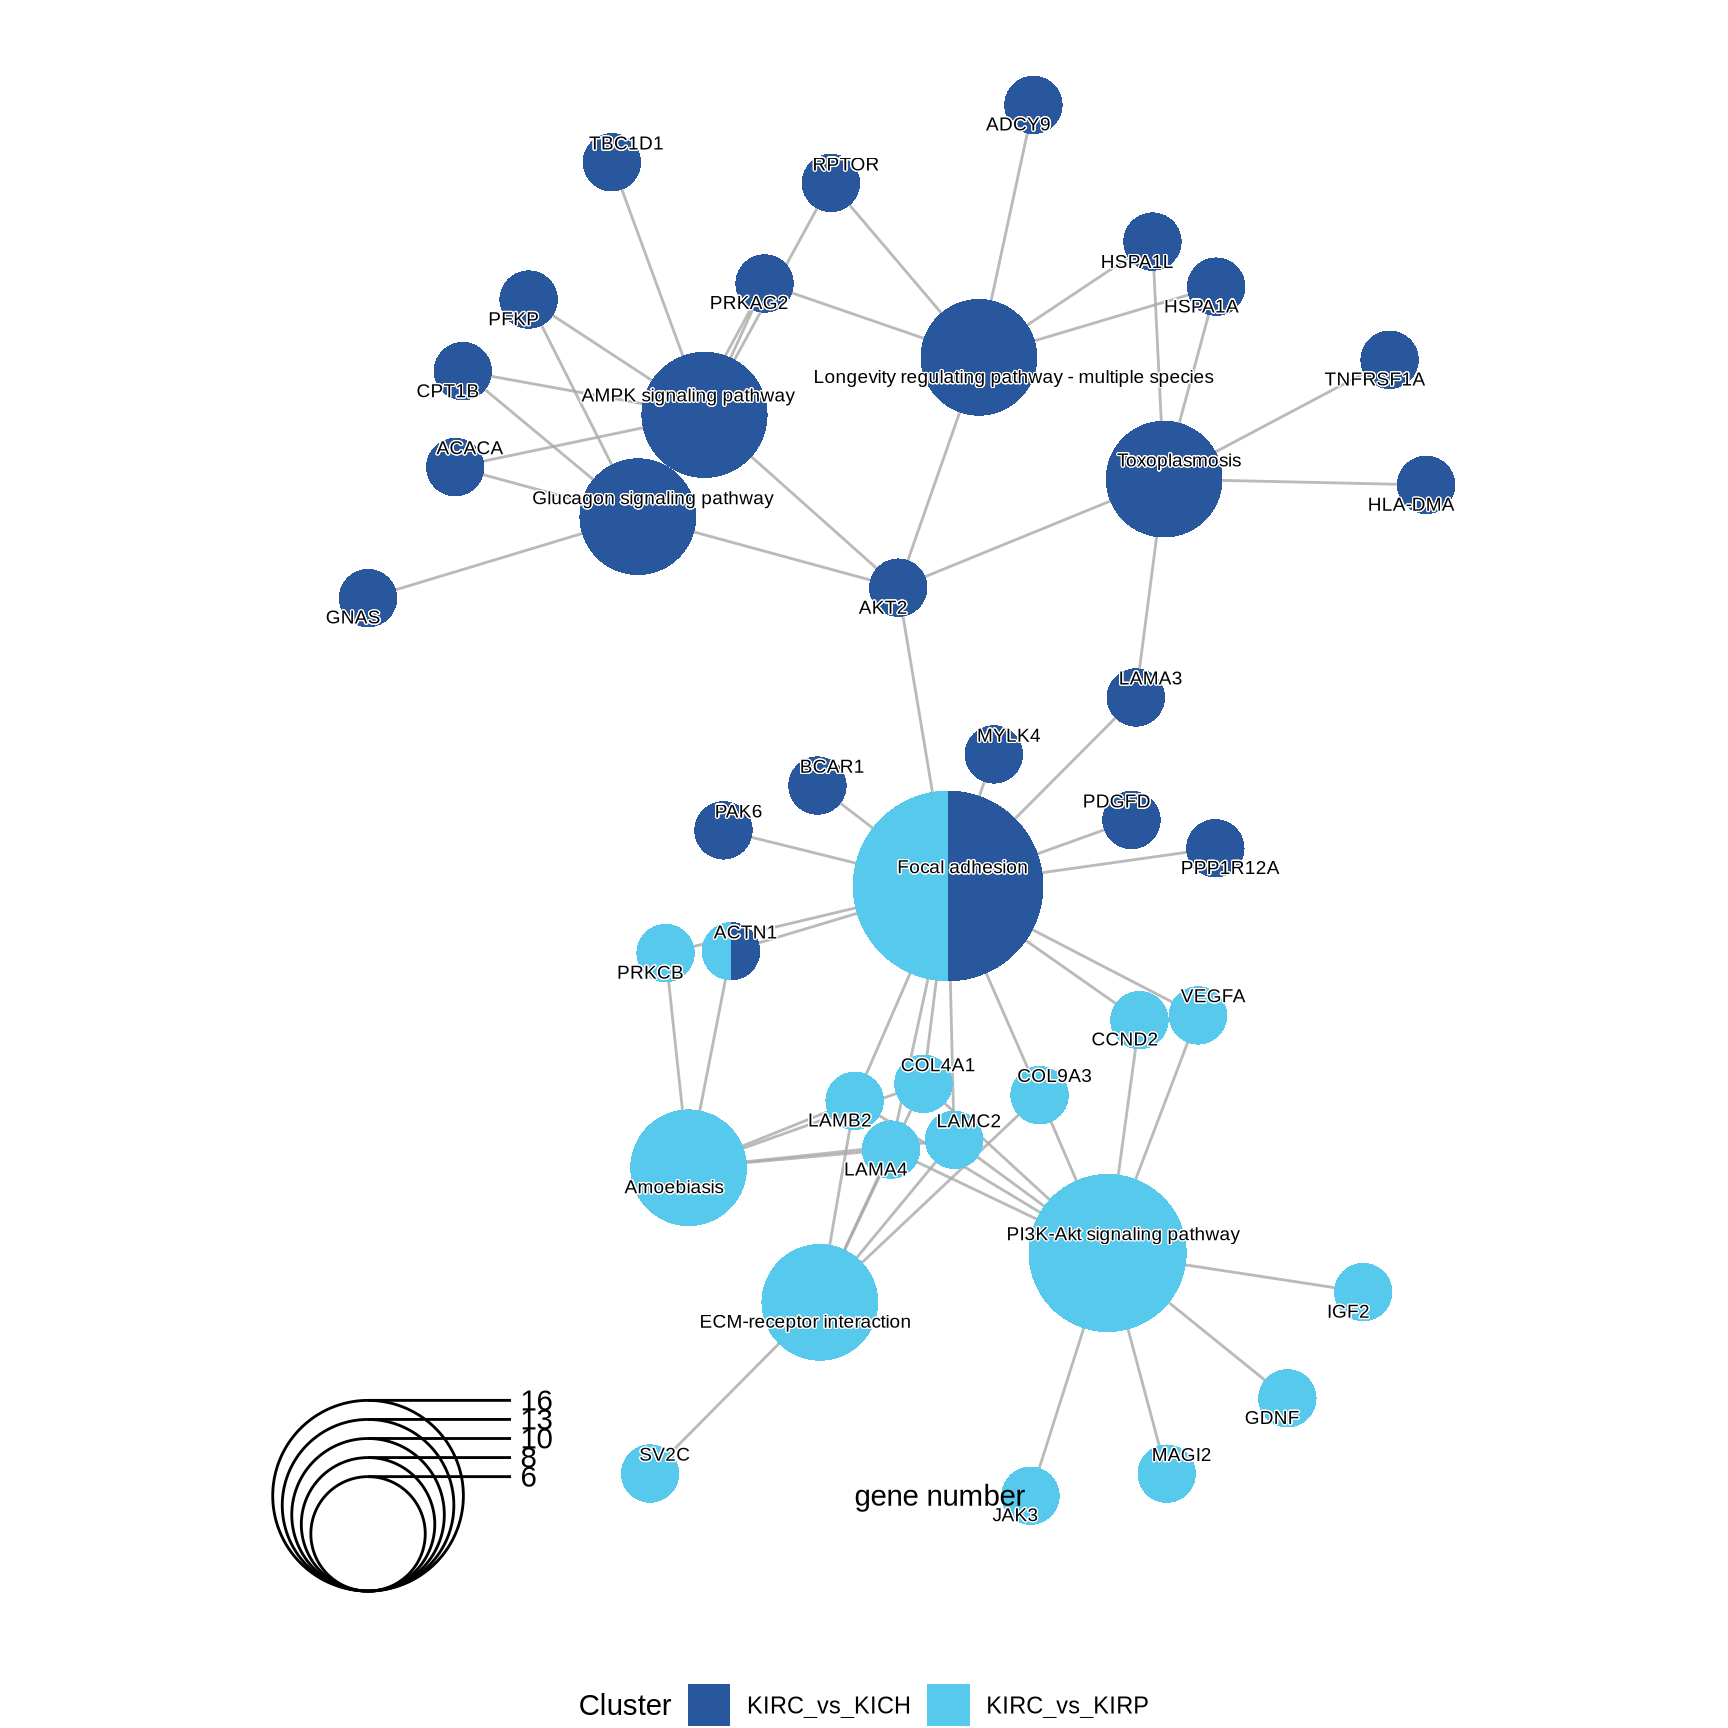 ADCY9
TBC1D1
RPTOR
HSPA1L
PRKAG2
HSPA1A
PFKP
Longevity regulating pathway - multiple species
TNFRSF1A
CPT1B
AMPK signaling pathway
ACACA
Toxoplasmosis
Glucagon signaling pathway
HLA-DMA
AKT2
GNAS
LAMA3
MYLK4
BCAR1
PDGFD
PAK6
Focal adhesion
PPP1R12A
ACTN1
PRKCB
VEGFA
CCND2
COL4A1
COL9A3
LAMB2
LAMC2
LAMA4
Amoebiasis
PI3K-Akt signaling pathway
IGF2
ECM-receptor interaction
16
13
10
8
6
GDNF
SV2C
MAGI2
gene number
JAK3
Cluster KIRC_vs_KICH KIRC_vs_KIRP